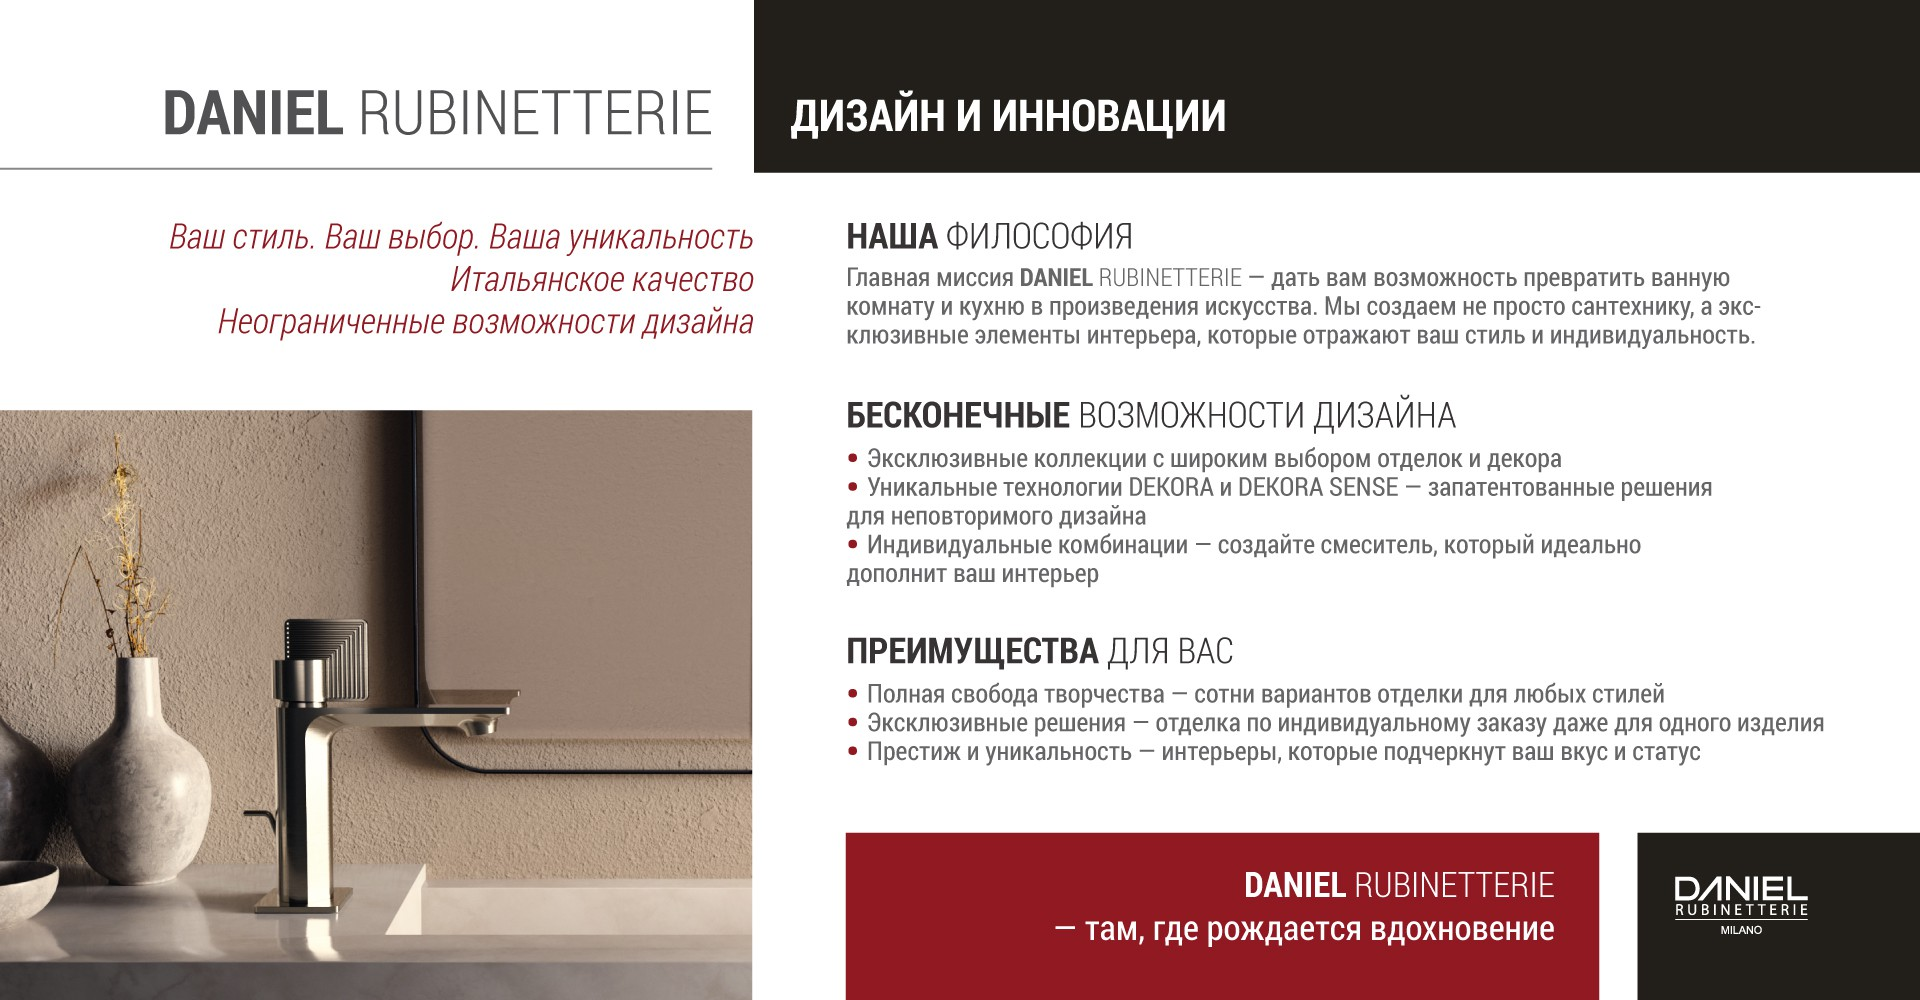 DANIEL RUBINETTERIE
ДИЗАЙН И ИННОВАЦИИ
Ваш стиль. Ваш выбор. Ваша уникальность
Итальянское качество
Неограниченные возможности дизайна
НАША ФИЛОСОФИЯ
Главная миссия DANIEL RUBINETTERIE — дать вам возможность превратить ванную
комнату и кухню в произведения искусства. Мы создаем не просто сантехнику, а экс-
клюзивные элементы интерьера, которые отражают ваш стиль и индивидуальность.
БЕСКОНЕЧНЫЕ ВОЗМОЖНОСТИ ДИЗАЙНА
• Эксклюзивные коллекции с широким выбором отделок и декора
• Уникальные технологии DEKORA и DEKORA SENSE — запатентованные решения
для неповторимого дизайна
• Индивидуальные комбинации — создайте смеситель, который идеально
дополнит ваш интерьер
ПРЕИМУЩЕСТВА ДЛЯ ВАС
• Полная свобода творчества — сотни вариантов отделки для любых стилей
• Эксклюзивные решения — отделка по индивидуальному заказу даже для одного изделия
• Престиж и уникальность — интерьеры, которые подчеркнут ваш вкус и статус
DANIEL RUBINETTERIE
— там, где рождается вдохновение
DANIEL
RUBINETTERIE
MILANO